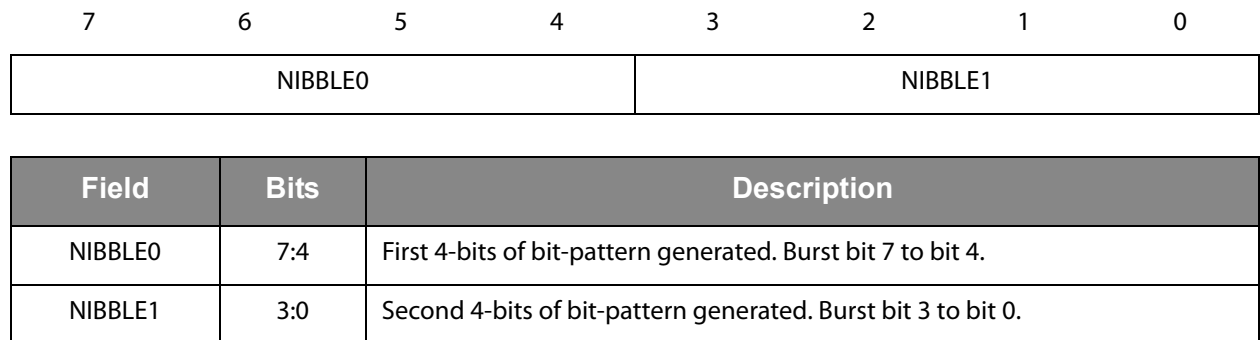 7 6 5 4 3 2 1 0
NIBBLE0 NIBBLE1
Field Bits Description
NIBBLE0 7:4 First 4-bits of bit-pattern generated. Burst bit 7 to bit 4.
NIBBLE1 3:0 Second 4-bits of bit-pattern generated. Burst bit 3 to bit 0.